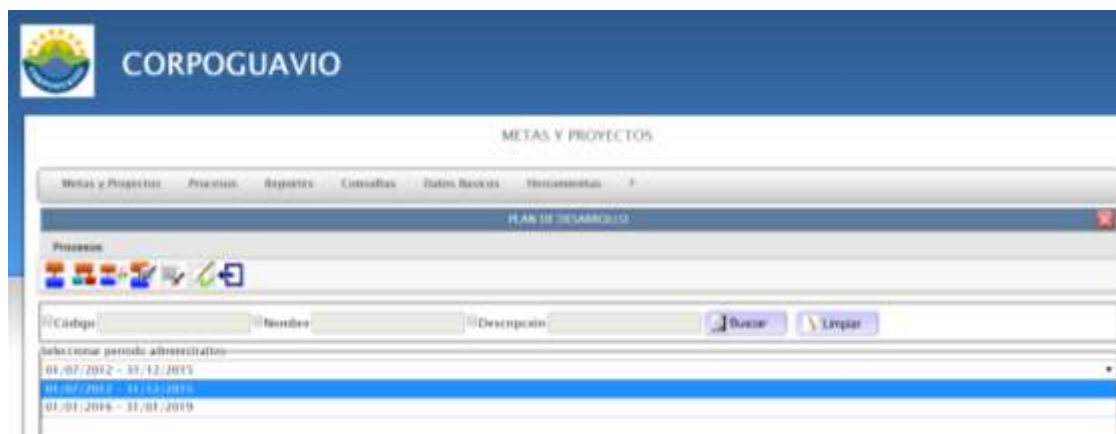 CORPOGUAVIO
METAS Y PROYECTOS
Metas y Proyectos Procesos Reportes Consultas Datos Basicos Herramientas ?
PLAN DE DESARROLLO
Procesos
Código Nombre Descripción Buscar Limpiar
Seleccionar periodo administrativo
01/07/2012 - 31/12/2015
01/07/2012 - 31/12/2015
01/01/2016 - 31/01/2019